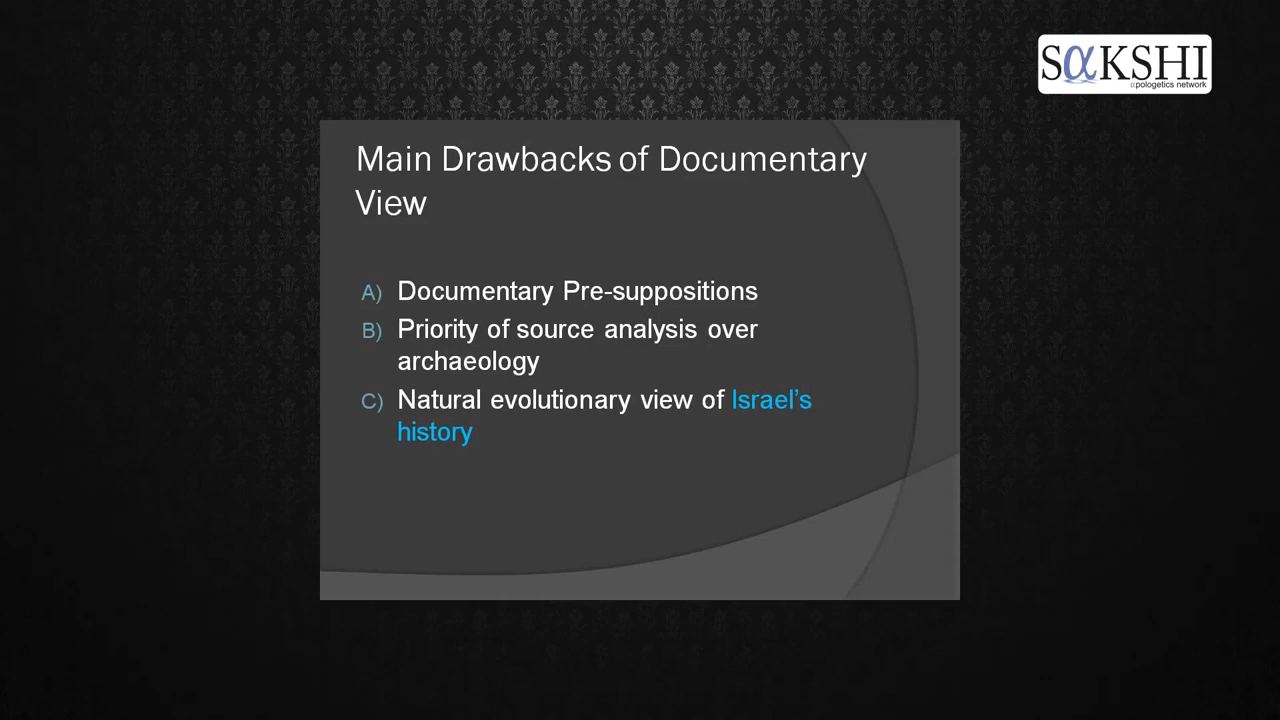 SαKSHI
αpologetics network
Main Drawbacks of Documentary
View
A) Documentary Pre-suppositions
B) Priority of source analysis over
archaeology
C) Natural evolutionary view of Israel’s
history